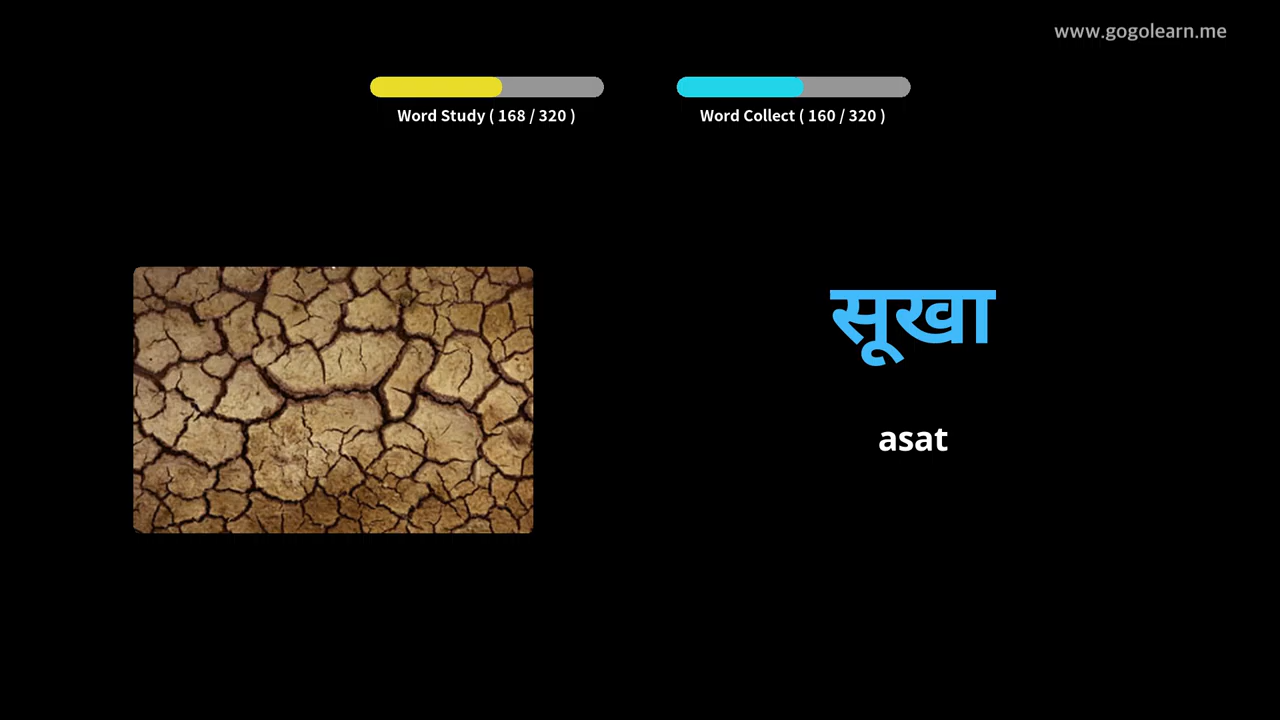 www.gogolearn.me
Word Study ( 168 / 320 )
Word Collect ( 160 / 320 )
सूखा
asat